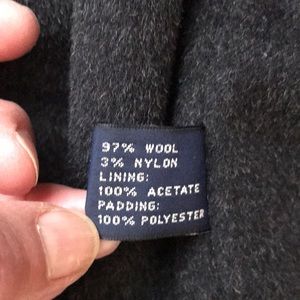 97% WOOL
3% NYLON
LINING:
100% ACETATE
PADDING:
100% POLYESTER